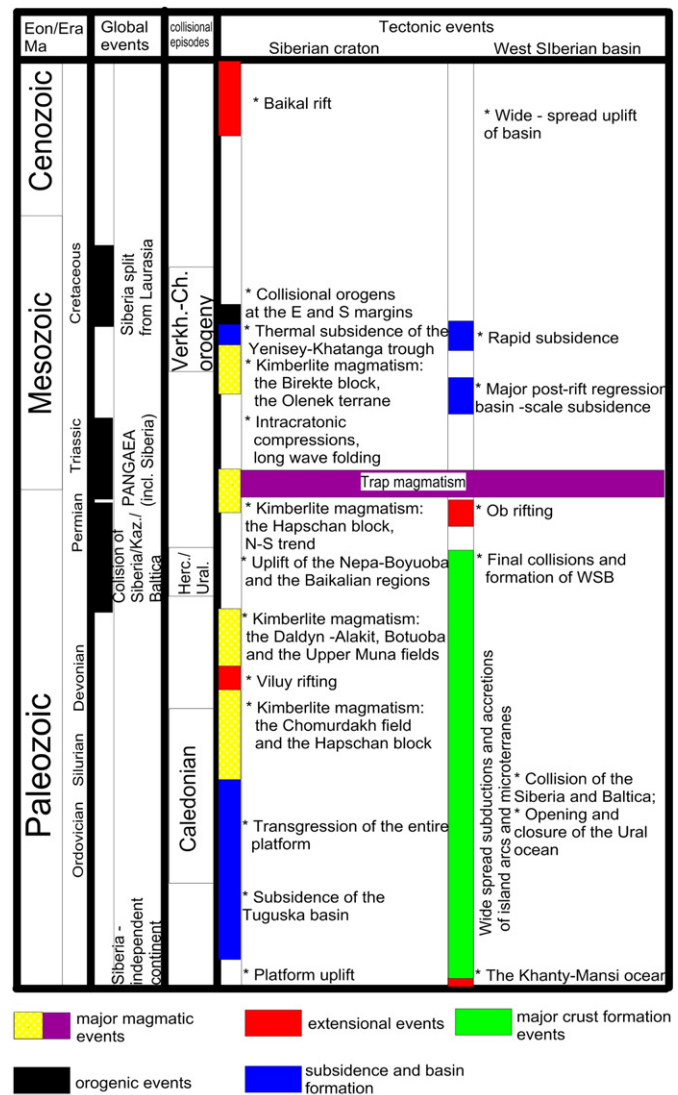 Eon/Era
Ma
Global
events
collisional
episodes
Tectonic events
Siberian craton
West SIberian basin
Cenozoic
Mesozoic
Paleozoic
Cretaceous
Triassic
Permian
Devonian
Silurian
Ordovician
Siberia split
from Laurasia
PANGAEA
(incl. Siberia)
Colision of
Siberia/Kaz./
Baltica
Siberia -
independent
continent
Verkh.-Ch.
orogeny
Herc./
Ural.
Caledonian
* Baikal rift
* Collisional orogens
at the E and S margins
* Thermal subsidence of the
Yenisey-Khatanga trough
* Kimberlite magmatism:
the Birekte block,
the Olenek terrane
* Intracratonic
compressions,
long wave folding
Trap magmatism
* Kimberlite magmatism:
the Hapschan block,
N-S trend
* Uplift of the Nepa-Boyuoba
and the Baikalian regions
* Kimberlite magmatism:
the Daldyn -Alakit, Botuoba
and the Upper Muna fields
* Viluy rifting
* Kimberlite magmatism:
the Chomurdakh field
and the Hapschan block
* Transgression of the entire
platform
* Subsidence of the
Tuguska basin
* Platform uplift
* Wide - spread uplift
of basin
* Rapid subsidence
* Major post-rift regression
basin -scale subsidence
* Ob rifting
* Final collisions and
formation of WSB
Wide spread subductions and accretions
of island arcs and microterranes
* Collision of the
Siberia and Baltica;
* Opening and
closure of the Ural
ocean
* The Khanty-Mansi ocean
major magmatic
events
extensional events
major crust formation
events
orogenic events
subsidence and basin
formation